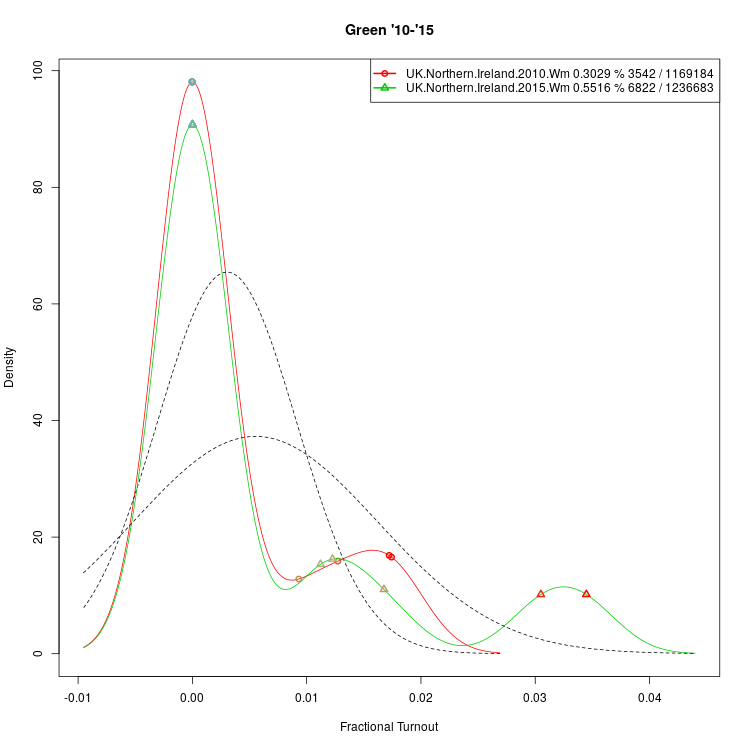 Green '10-'15
UK.Northern.Ireland.2010.Wm 0.3029 % 3542 / 1169184
UK.Northern.Ireland.2015.Wm 0.5516 % 6822 / 1236683
Density
100
80
60
40
20
0
-0.01 0.00 0.01 0.02 0.03 0.04
Fractional Turnout